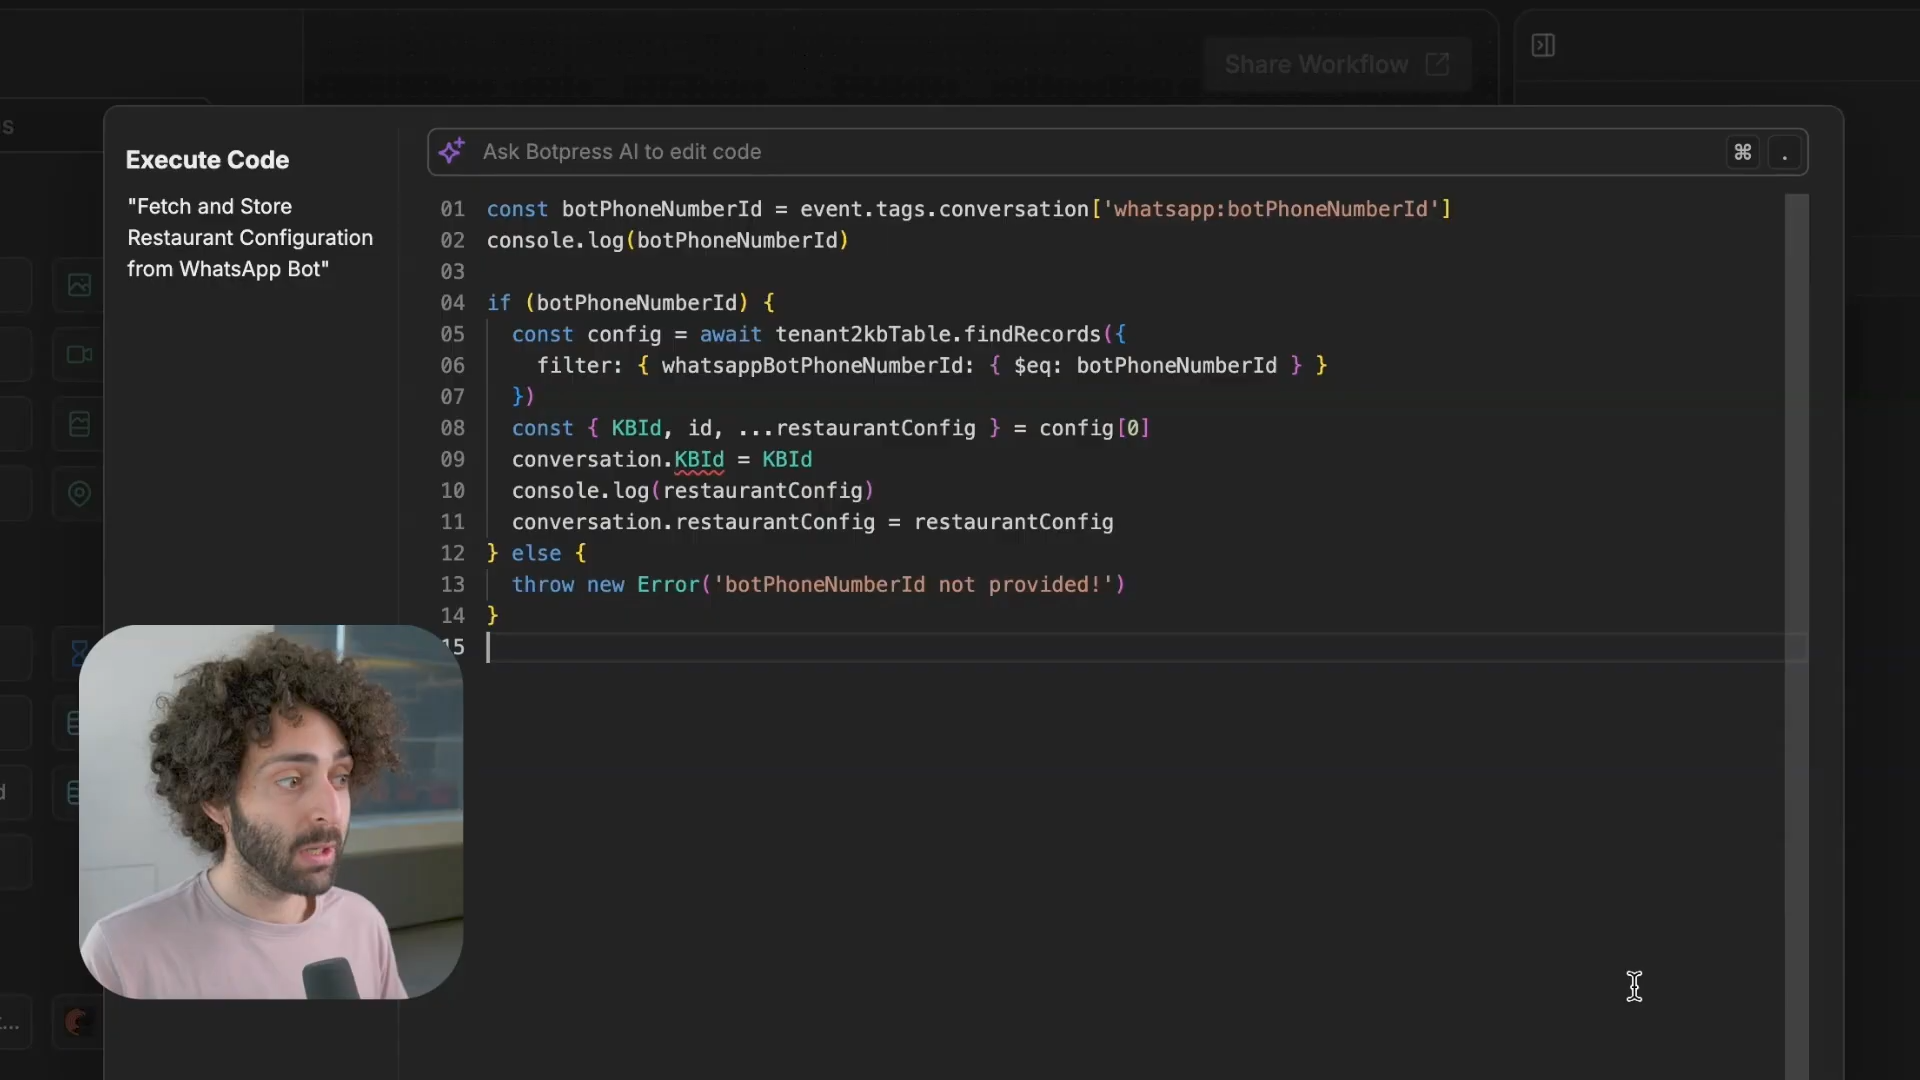 Share Workflow
Execute Code
"Fetch and Store
Restaurant Configuration
from WhatsApp Bot"
Ask Botpress AI to edit code
⌘ .
01 const botPhoneNumberId = event.tags.conversation['whatsapp:botPhoneNumberId']
02 console.log(botPhoneNumberId)
03
04 if (botPhoneNumberId) {
05   const config = await tenant2kbTable.findRecords({
06     filter: { whatsappBotPhoneNumberId: { $eq: botPhoneNumberId } }
07   })
08   const { KBId, id, ...restaurantConfig } = config[0]
09   conversation.KBId = KBId
10   console.log(restaurantConfig)
11   conversation.restaurantConfig = restaurantConfig
12 } else {
13   throw new Error('botPhoneNumberId not provided!')
14 }
15